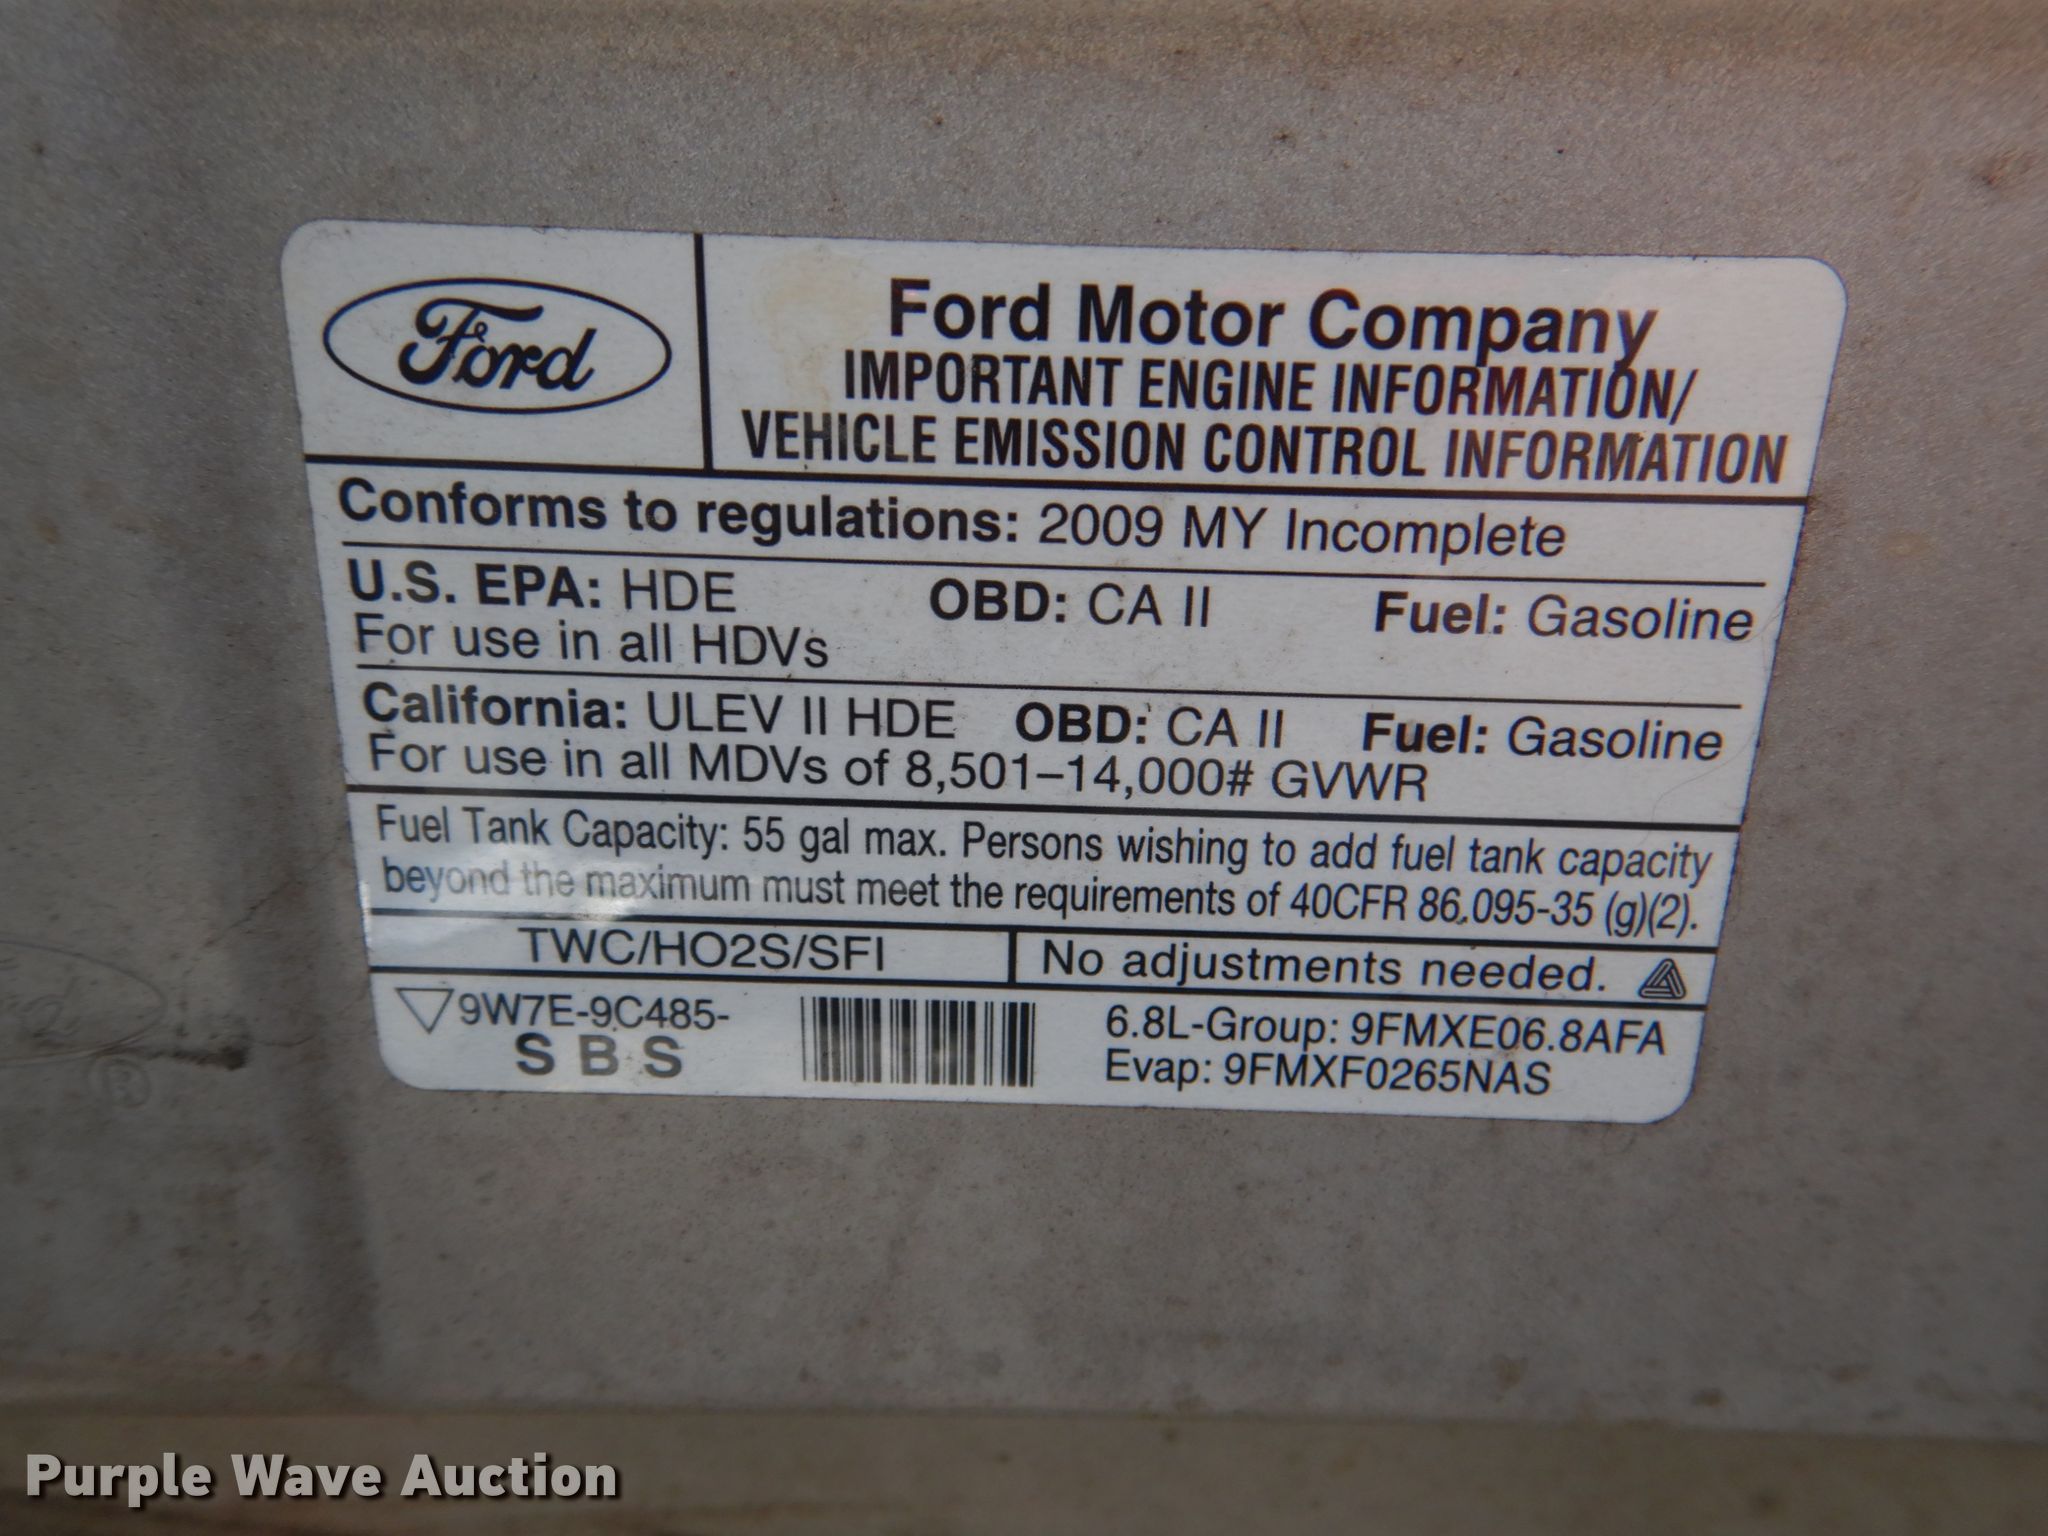 Ford
Ford Motor Company
IMPORTANT ENGINE INFORMATION/
VEHICLE EMISSION CONTROL INFORMATION
Conforms to regulations: 2009 MY Incomplete
U.S. EPA: HDE OBD: CA II Fuel: Gasoline
For use in all HDVs
California: ULEV II HDE OBD: CA II Fuel: Gasoline
For use in all MDVs of 8,501–14,000# GVWR
Fuel Tank Capacity: 55 gal max. Persons wishing to add fuel tank capacity
beyond the maximum must meet the requirements of 40CFR 86.095-35 (g)(2).
TWC/HO2S/SFI No adjustments needed.
9W7E-9C485-
S B S
6.8L-Group: 9FMXE06.8AFA
Evap: 9FMXF0265NAS
®
Purple Wave Auction